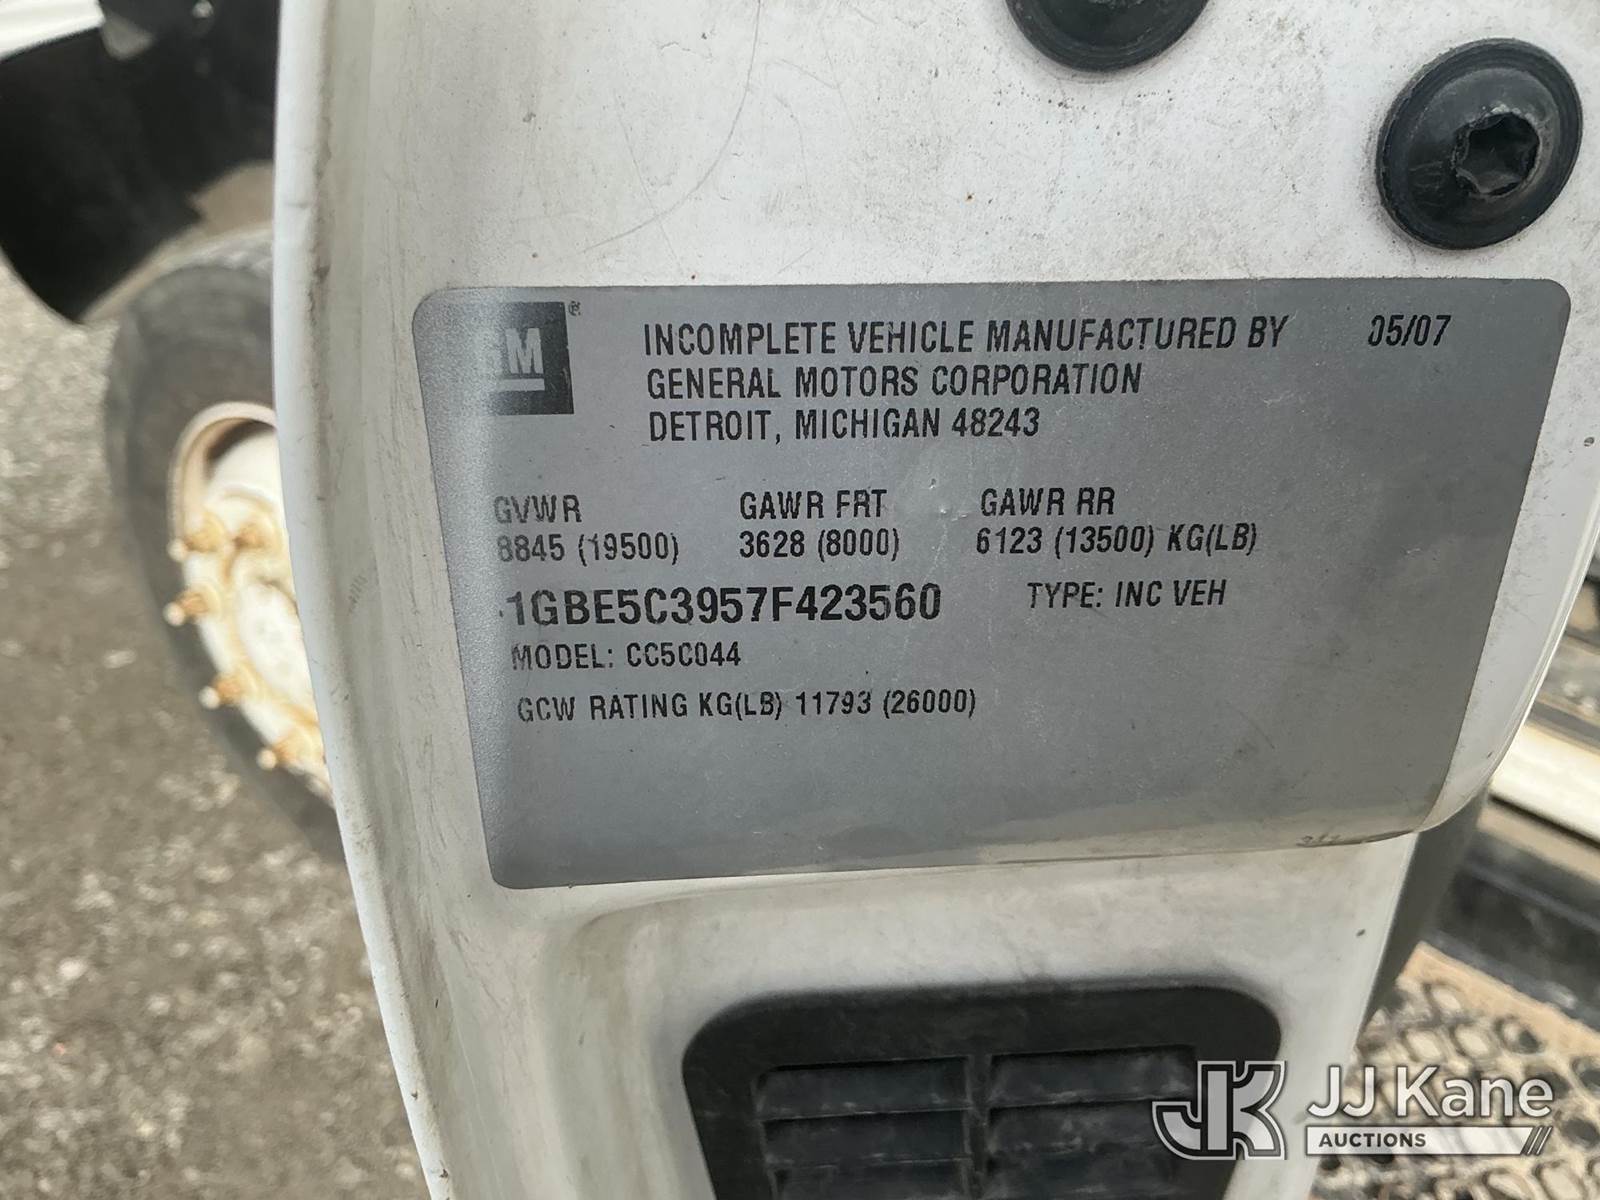 GM®
INCOMPLETE VEHICLE MANUFACTURED BY 05/07
GENERAL MOTORS CORPORATION
DETROIT, MICHIGAN 48243
GVWR GAWR FRT GAWR RR
8845 (19500) 3628 (8000) 6123 (13500) KG(LB)
1GBE5C3957F423560 TYPE: INC VEH
MODEL: CC5C044
GCW RATING KG(LB) 11793 (26000)
JK JJ Kane
AUCTIONS